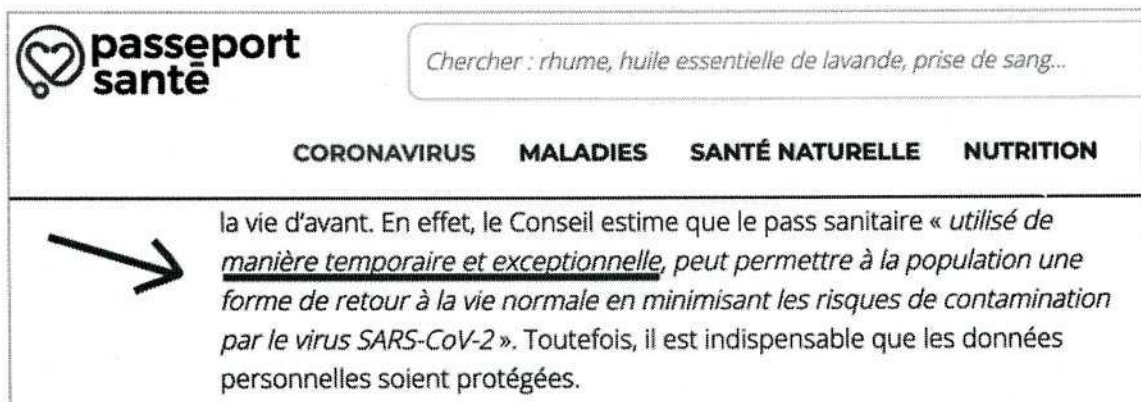 passeport
santé
Chercher : rhume, huile essentielle de lavande, prise de sang...
CORONAVIRUS MALADIES SANTÉ NATURELLE NUTRITION
la vie d'avant. En effet, le Conseil estime que le pass sanitaire « utilisé de
manière temporaire et exceptionnelle, peut permettre à la population une
forme de retour à la vie normale en minimisant les risques de contamination
par le virus SARS-CoV-2 ». Toutefois, il est indispensable que les données
personnelles soient protégées.